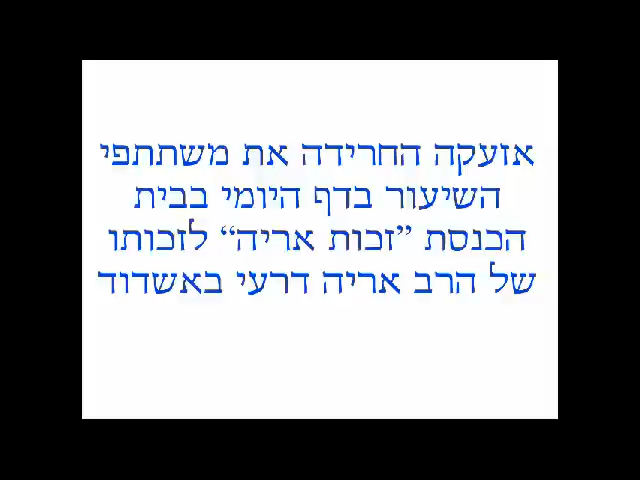 אזעקה החרידה את משתתפי
השיעור בדף היומי בבית
הכנסת ”זכות אריה“ לזכותו
של הרב אריה דרעי באשדוד